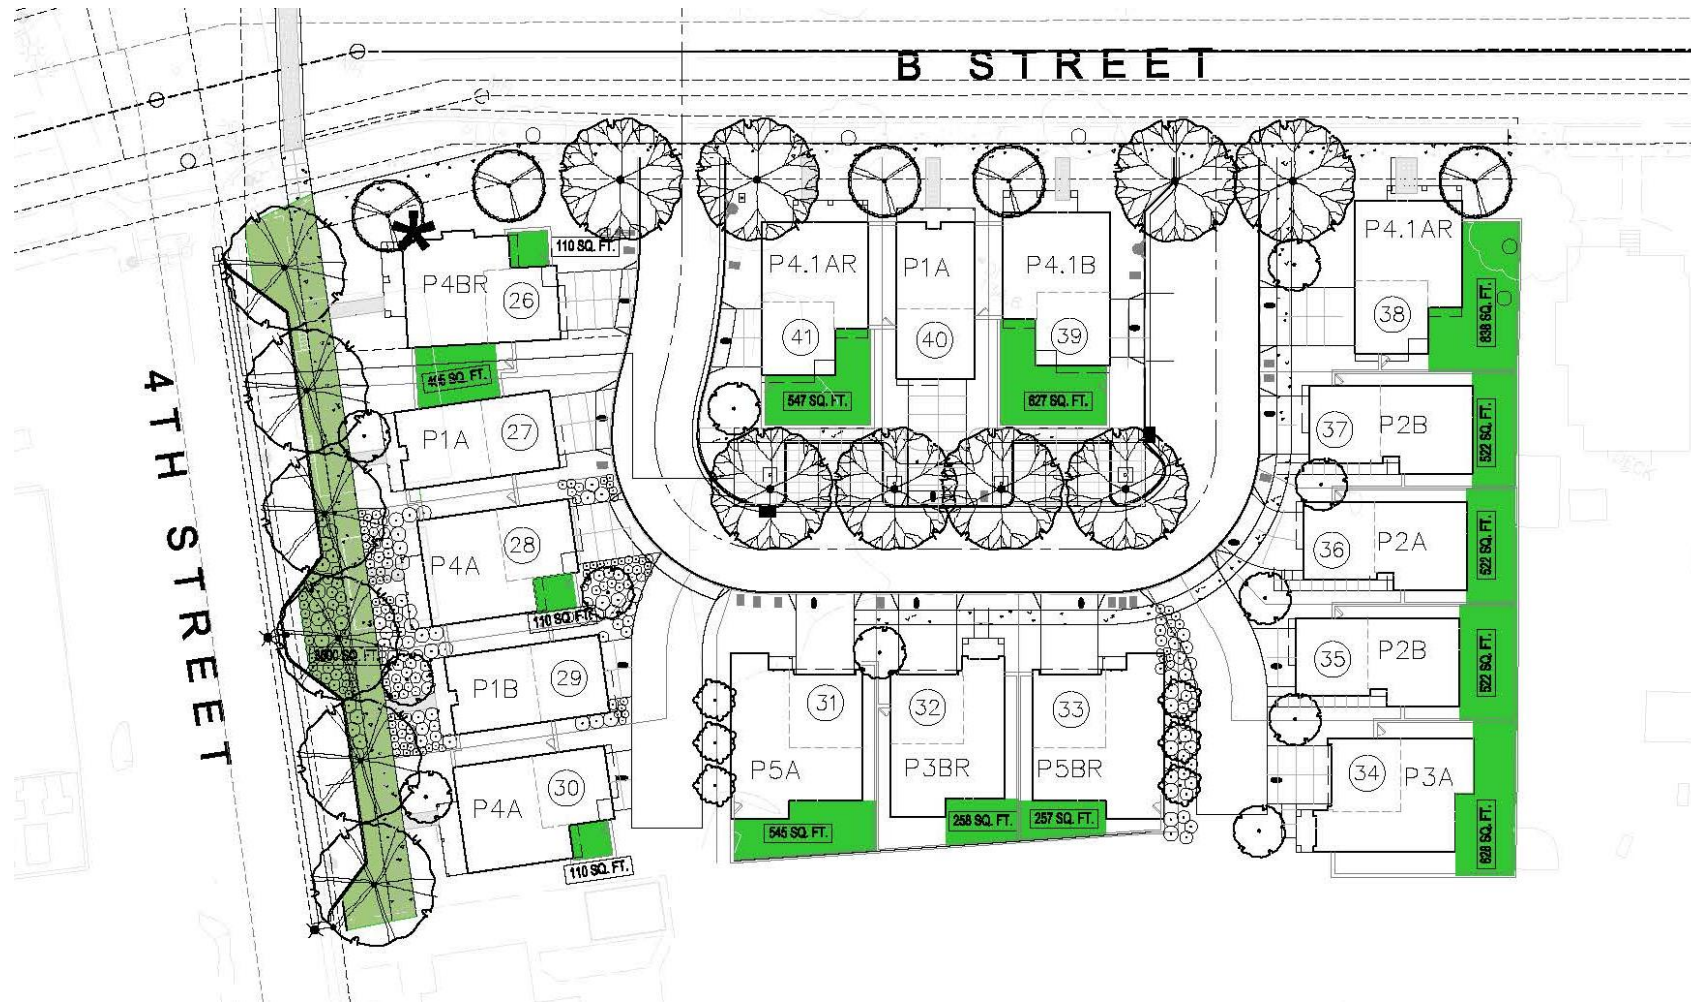 B STREET
4TH STREET
110 SQ. FT.
P4BR
26
P4.1AR
41
P1A
40
P4.1B
39
P4.1AR
38
838 SQ. FT.
547 SQ. FT.
627 SQ. FT.
P1A
27
P2B
37
522 SQ. FT.
P4A
28
110 SQ. FT.
P2A
36
522 SQ. FT.
P1B
29
P2B
35
522 SQ. FT.
P4A
30
110 SQ. FT.
P5A
31
545 SQ. FT.
P3BR
32
258 SQ. FT.
P5BR
33
257 SQ. FT.
P3A
34
628 SQ. FT.
DECK